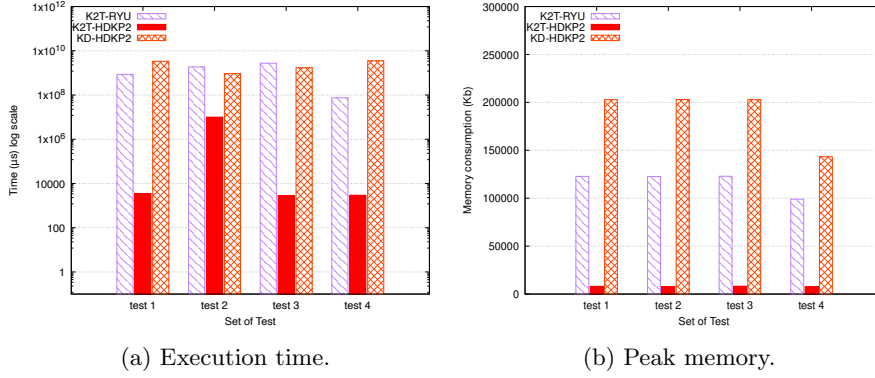 K2T-RYU
K2T-HDKP2
KD-HDKP2
1x10^12
1x10^10
1x10^8
1x10^6
10000
100
1
Time (µs) log scale
test 1 test 2 test 3 test 4
Set of Test
(a) Execution time.
K2T-RYU
K2T-HDKP2
KD-HDKP2
300000
250000
200000
150000
100000
50000
0
Memory consumption (Kb)
test 1 test 2 test 3 test 4
Set of Test
(b) Peak memory.